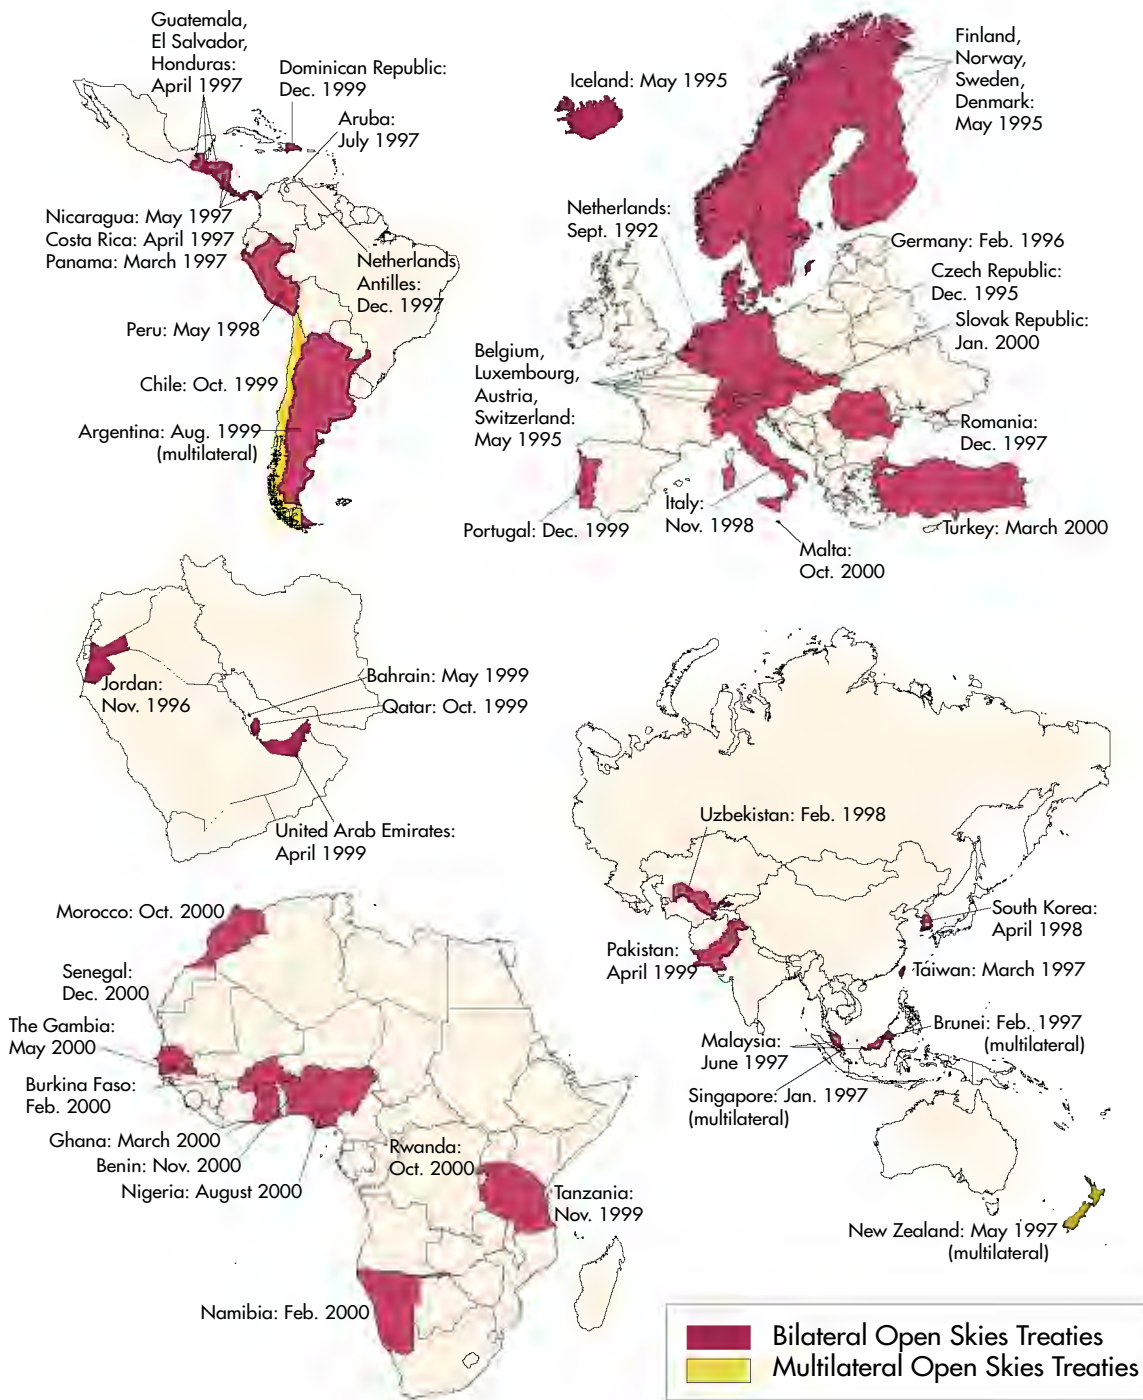 Guatemala,
El Salvador,
Honduras:
April 1997
Dominican Republic:
Dec. 1999
Aruba:
July 1997
Nicaragua: May 1997
Costa Rica: April 1997
Panama: March 1997
Netherlands
Antilles:
Dec. 1997
Peru: May 1998
Chile: Oct. 1999
Argentina: Aug. 1999
(multilateral)
Iceland: May 1995
Finland,
Norway,
Sweden,
Denmark:
May 1995
Netherlands:
Sept. 1992
Germany: Feb. 1996
Czech Republic:
Dec. 1995
Slovak Republic:
Jan. 2000
Belgium,
Luxembourg,
Austria,
Switzerland:
May 1995
Romania:
Dec. 1997
Portugal: Dec. 1999
Italy:
Nov. 1998
Turkey: March 2000
Malta:
Oct. 2000
Jordan:
Nov. 1996
Bahrain: May 1999
Qatar: Oct. 1999
United Arab Emirates:
April 1999
Uzbekistan: Feb. 1998
South Korea:
April 1998
Pakistan:
April 1999
Taiwan: March 1997
Brunei: Feb. 1997
(multilateral)
Malaysia:
June 1997
Singapore: Jan. 1997
(multilateral)
New Zealand: May 1997
(multilateral)
Morocco: Oct. 2000
Senegal:
Dec. 2000
The Gambia:
May 2000
Burkina Faso:
Feb. 2000
Ghana: March 2000
Benin: Nov. 2000
Nigeria: August 2000
Rwanda:
Oct. 2000
Tanzania:
Nov. 1999
Namibia: Feb. 2000
Bilateral Open Skies Treaties
Multilateral Open Skies Treaties